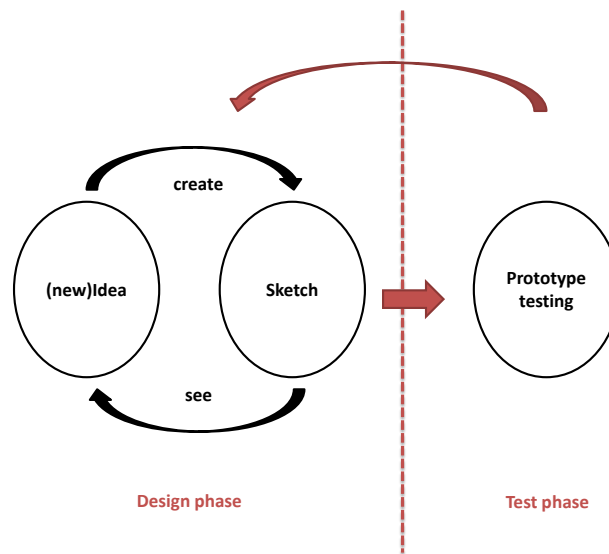 create
(new)Idea
Sketch
Prototype
testing
see
Design phase
Test phase